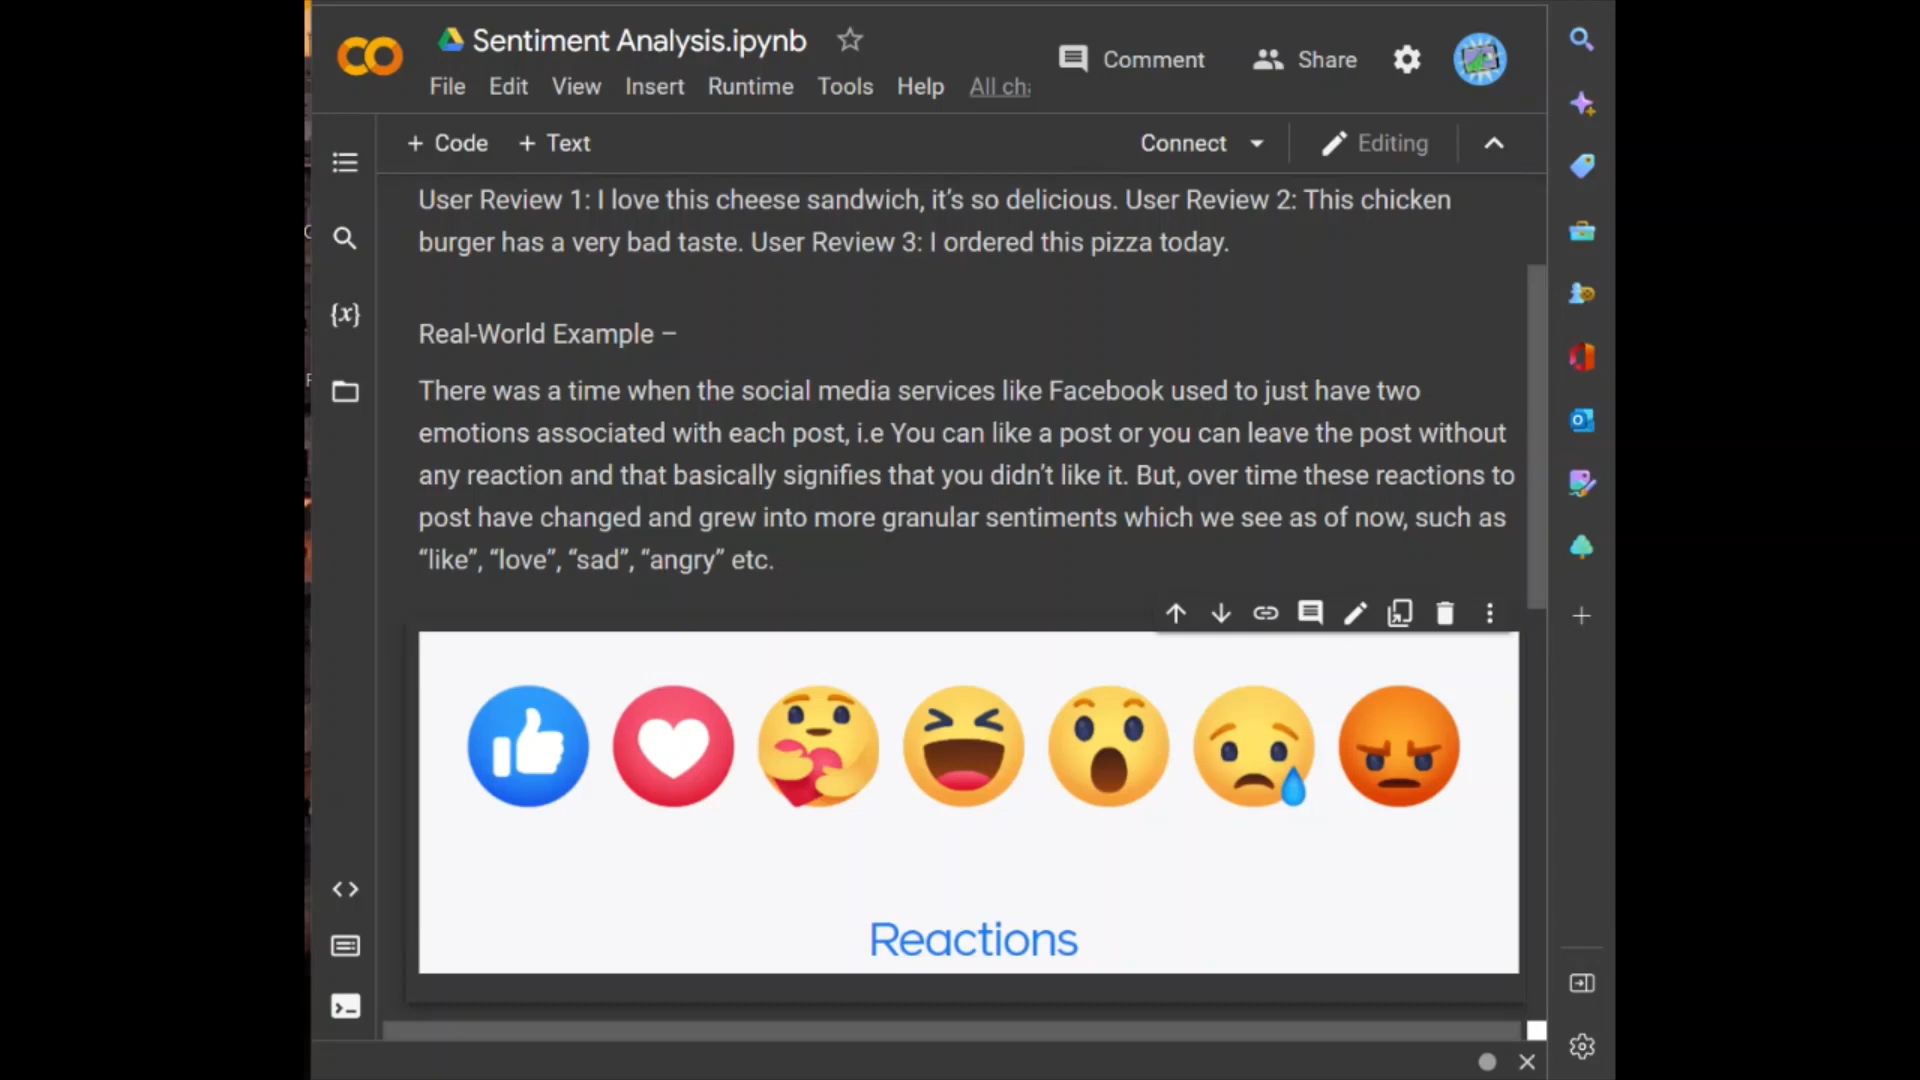 Sentiment Analysis.ipynb
Comment
Share
File Edit View Insert Runtime Tools Help All cha
+ Code + Text
Connect
Editing
User Review 1: I love this cheese sandwich, it’s so delicious. User Review 2: This chicken
burger has a very bad taste. User Review 3: I ordered this pizza today.
{x}
Real-World Example –
There was a time when the social media services like Facebook used to just have two
emotions associated with each post, i.e You can like a post or you can leave the post without
any reaction and that basically signifies that you didn’t like it. But, over time these reactions to
post have changed and grew into more granular sentiments which we see as of now, such as
“like”, “love”, “sad”, “angry” etc.
Reactions